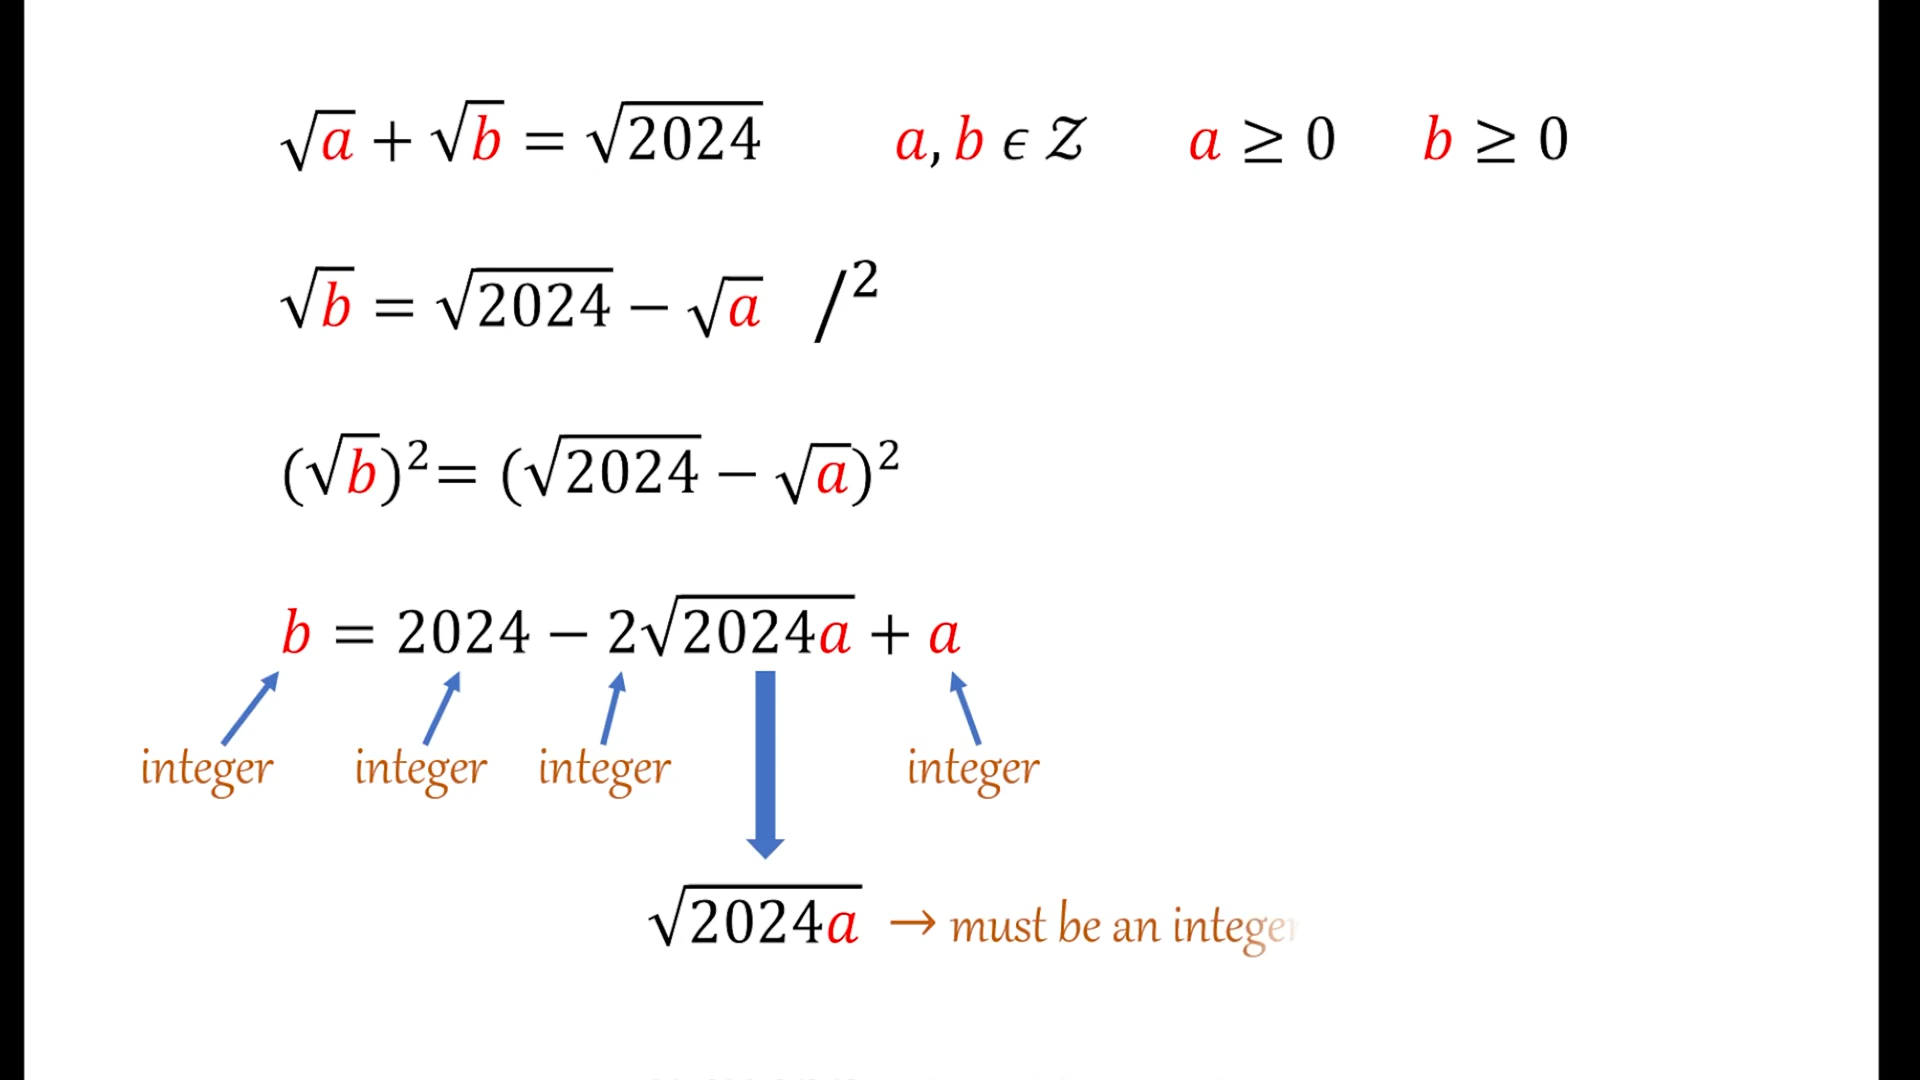 √a + √b = √2024 a, b ϵ Z a ≥ 0 b ≥ 0
√b = √2024 − √a /²
(√b)² = (√2024 − √a)²
b = 2024 − 2√2024a + a
integer integer integer integer
√2024a → must be an integer